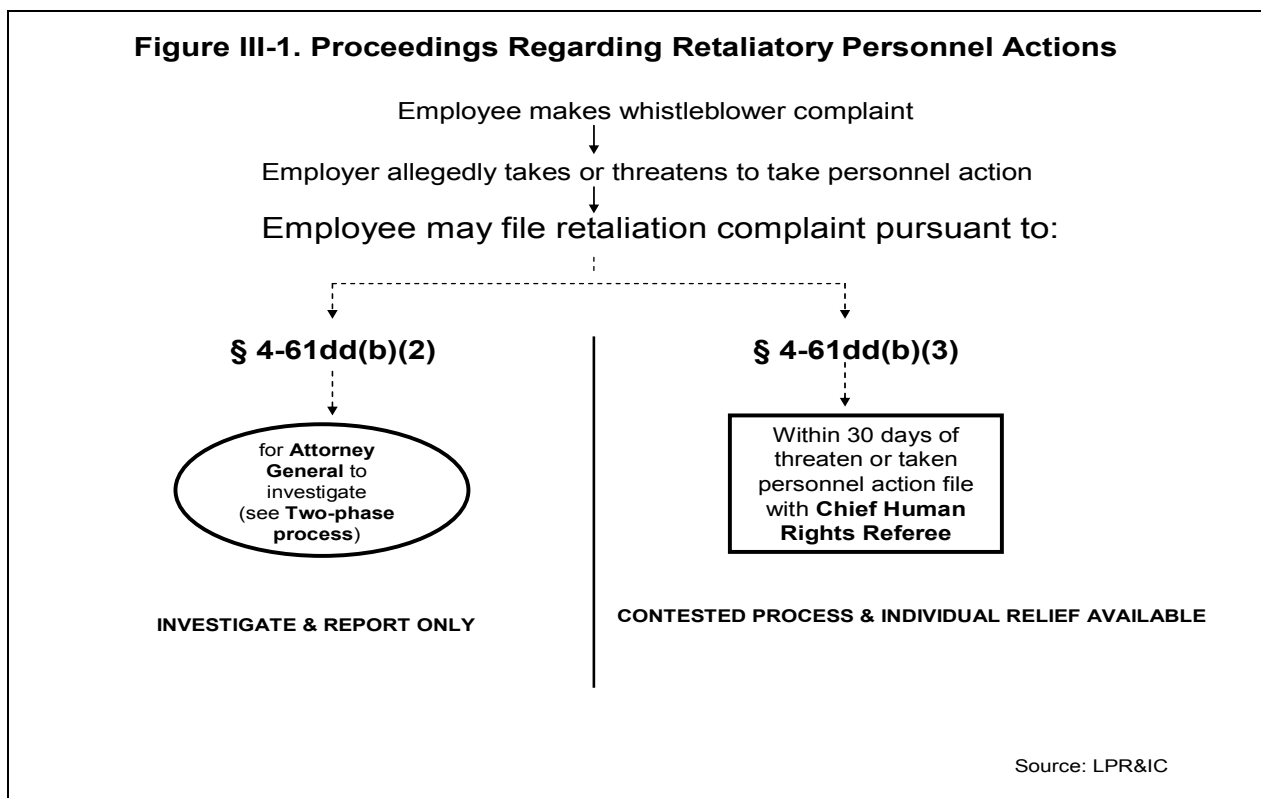 Figure III-1. Proceedings Regarding Retaliatory Personnel Actions
Employee makes whistleblower complaint
Employer allegedly takes or threatens to take personnel action
Employee may file retaliation complaint pursuant to:
§ 4-61dd(b)(2)
for Attorney
General to
investigate
(see Two-phase
process)
INVESTIGATE & REPORT ONLY
§ 4-61dd(b)(3)
Within 30 days of
threaten or taken
personnel action file
with Chief Human
Rights Referee
CONTESTED PROCESS & INDIVIDUAL RELIEF AVAILABLE
Source: LPR&IC